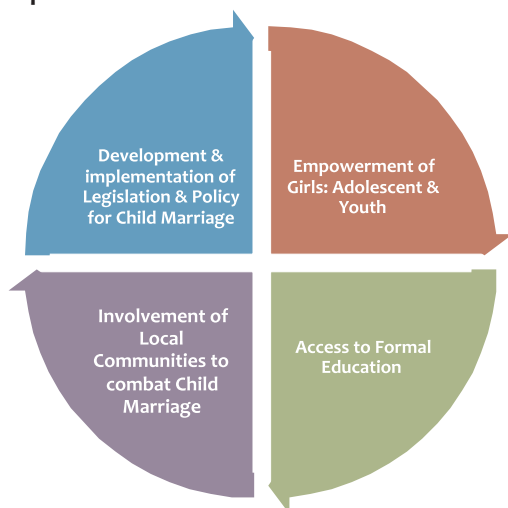 Development &
implementation of
Legislation & Policy
for Child Marriage
Empowerment of
Girls: Adolescent &
Youth
Involvement of
Local
Communities to
combat Child
Marriage
Access to Formal
Education